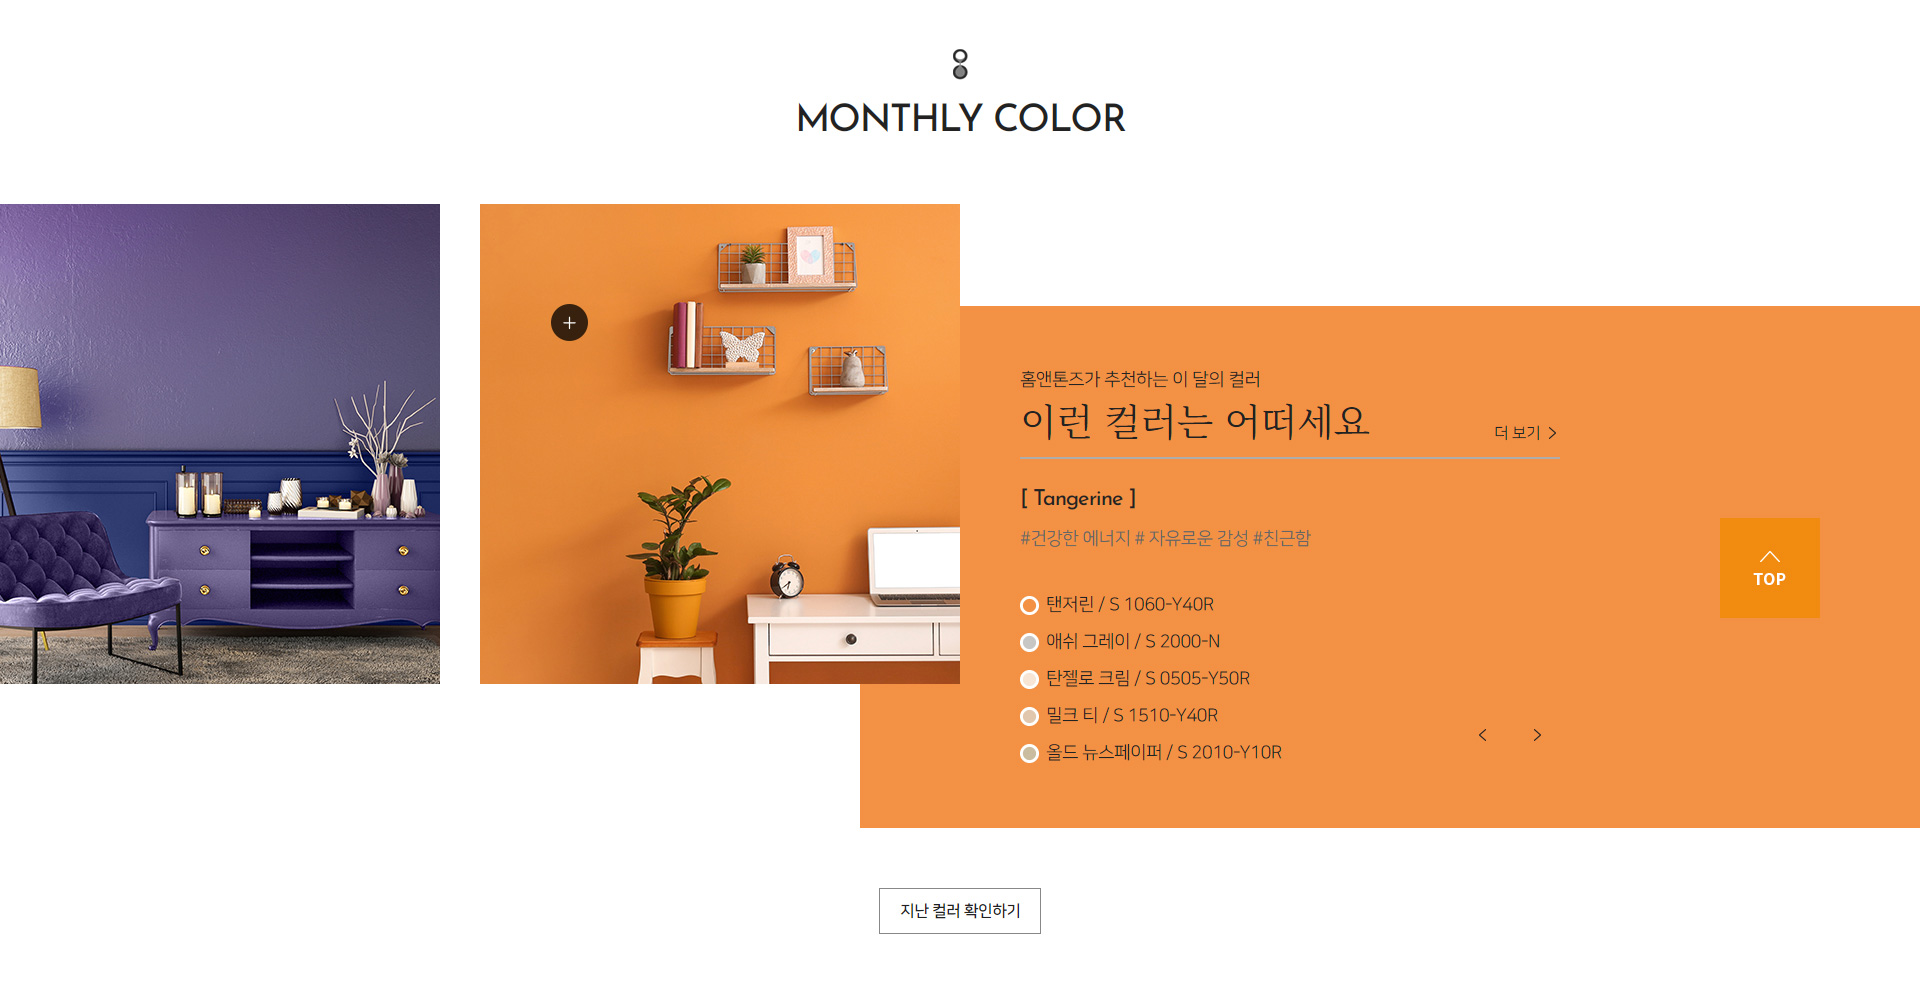 MONTHLY COLOR
홈앤톤즈가 추천하는 이 달의 컬러
이런 컬러는 어떠세요
더 보기
[ Tangerine ]
#건강한 에너지 # 자유로운 감성 #친근함
탠저린 / S 1060-Y40R
애쉬 그레이 / S 2000-N
탄젤로 크림 / S 0505-Y50R
밀크 티 / S 1510-Y40R
올드 뉴스페이퍼 / S 2010-Y10R
TOP
지난 컬러 확인하기